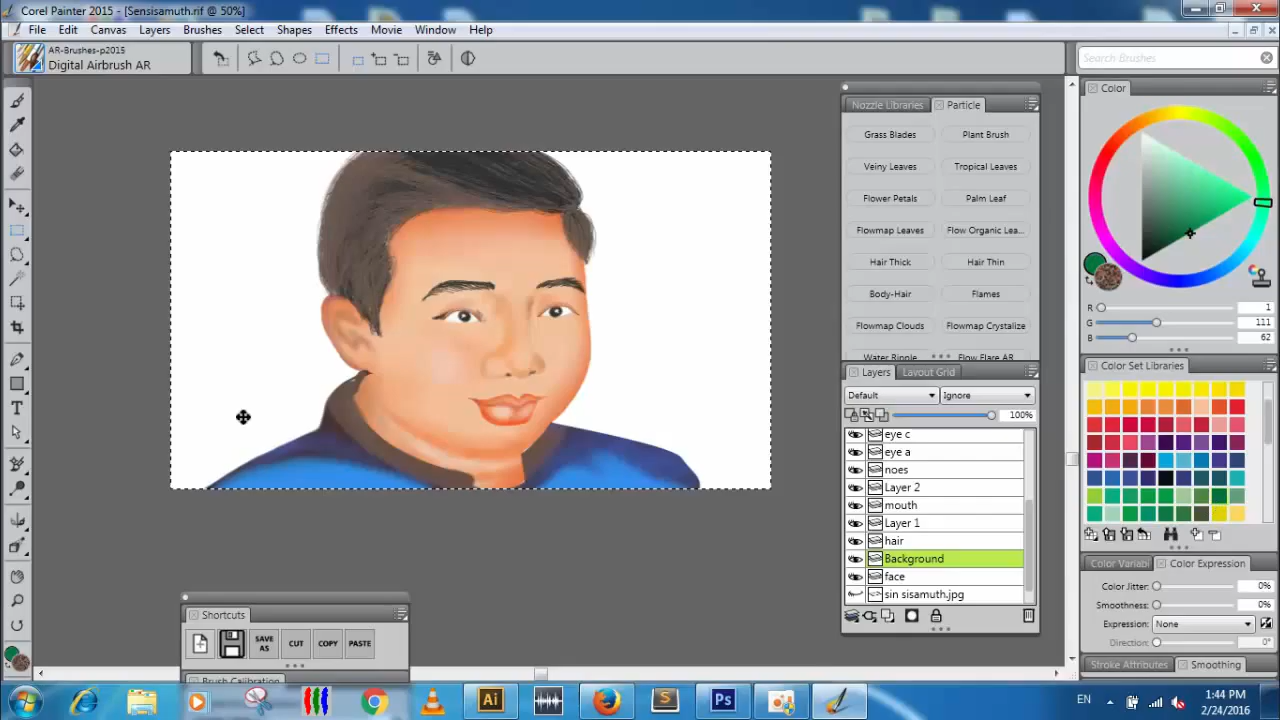 Corel Painter 2015 - [Sensisamuth.rif @ 50%]
File Edit Canvas Layers Brushes Select Shapes Effects Movie Window Help
AR-Brushes-p2015
Digital Airbrush AR
Search Brushes
Nozzle Libraries Particle
Grass Blades Plant Brush
Veiny Leaves Tropical Leaves
Flower Petals Palm Leaf
Flowmap Leaves Flow Organic Lea...
Hair Thick Hair Thin
Body-Hair Flames
Flowmap Clouds Flowmap Crystalize
Water Ripple Flow Flare AR
Layers Layout Grid
Default Ignore
100%
eye c
eye a
noes
Layer 2
mouth
Layer 1
hair
Background
face
sin sisamuth.jpg
Color
R 1
G 111
B 62
Color Set Libraries
Color Variabi Color Expression
Color Jitter: 0%
Smoothness: 0%
Expression: None
Direction: 0°
Stroke Attributes Smoothing
Shortcuts
SAVE AS CUT COPY PASTE
Brush Calibration
Ai S Ps
EN 1:44 PM
2/24/2016